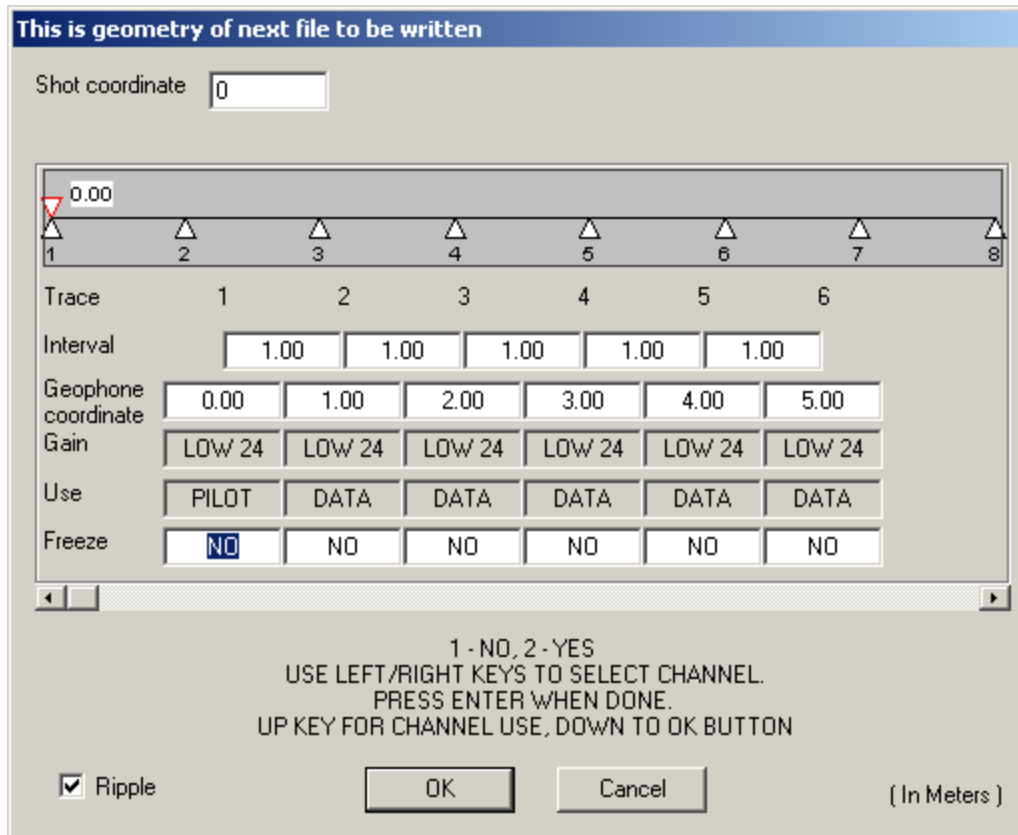 This is geometry of next file to be written
Shot coordinate 0
0.00
1 2 3 4 5 6 7 8
Trace 1 2 3 4 5 6
Interval 1.00 1.00 1.00 1.00 1.00
Geophone
coordinate 0.00 1.00 2.00 3.00 4.00 5.00
Gain LOW 24 LOW 24 LOW 24 LOW 24 LOW 24 LOW 24
Use PILOT DATA DATA DATA DATA DATA
Freeze NO NO NO NO NO NO
1 - NO, 2 - YES
USE LEFT/RIGHT KEYS TO SELECT CHANNEL.
PRESS ENTER WHEN DONE.
UP KEY FOR CHANNEL USE, DOWN TO OK BUTTON
Ripple OK Cancel ( In Meters )